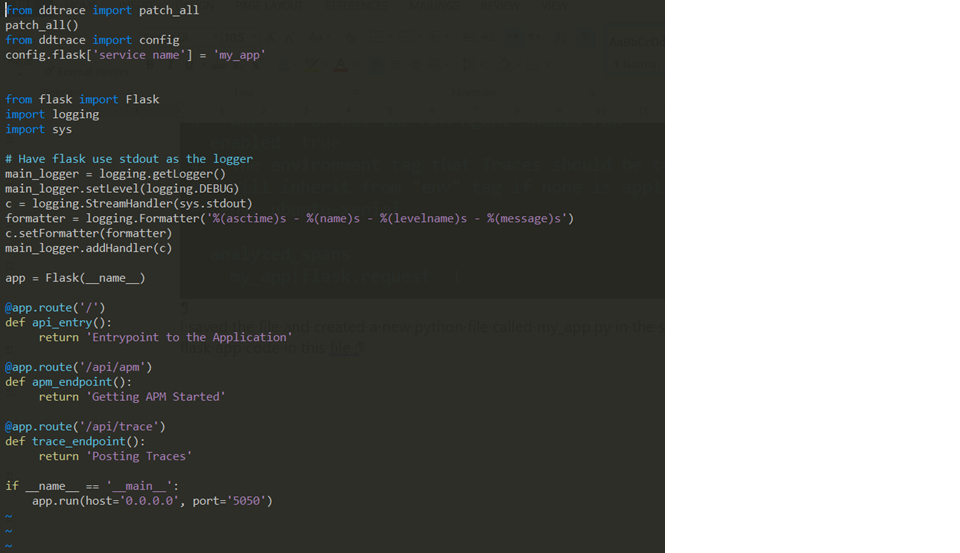 from ddtrace import patch_all
patch_all()
from ddtrace import config
config.flask['service name'] = 'my_app'
from flask import Flask
import logging
import sys
# Have flask use stdout as the logger
main_logger = logging.getLogger()
main_logger.setLevel(logging.DEBUG)
c = logging.StreamHandler(sys.stdout)
formatter = logging.Formatter('%(asctime)s - %(name)s - %(levelname)s - %(message)s')
c.setFormatter(formatter)
main_logger.addHandler(c)
app = Flask(__name__)
@app.route('/')
def api_entry():
     return 'Entrypoint to the Application'
@app.route('/api/apm')
def apm_endpoint():
     return 'Getting APM Started'
@app.route('/api/trace')
def trace_endpoint():
     return 'Posting Traces'
if __name__ == '__main__':
    app.run(host='0.0.0.0', port='5050')
~
~
~